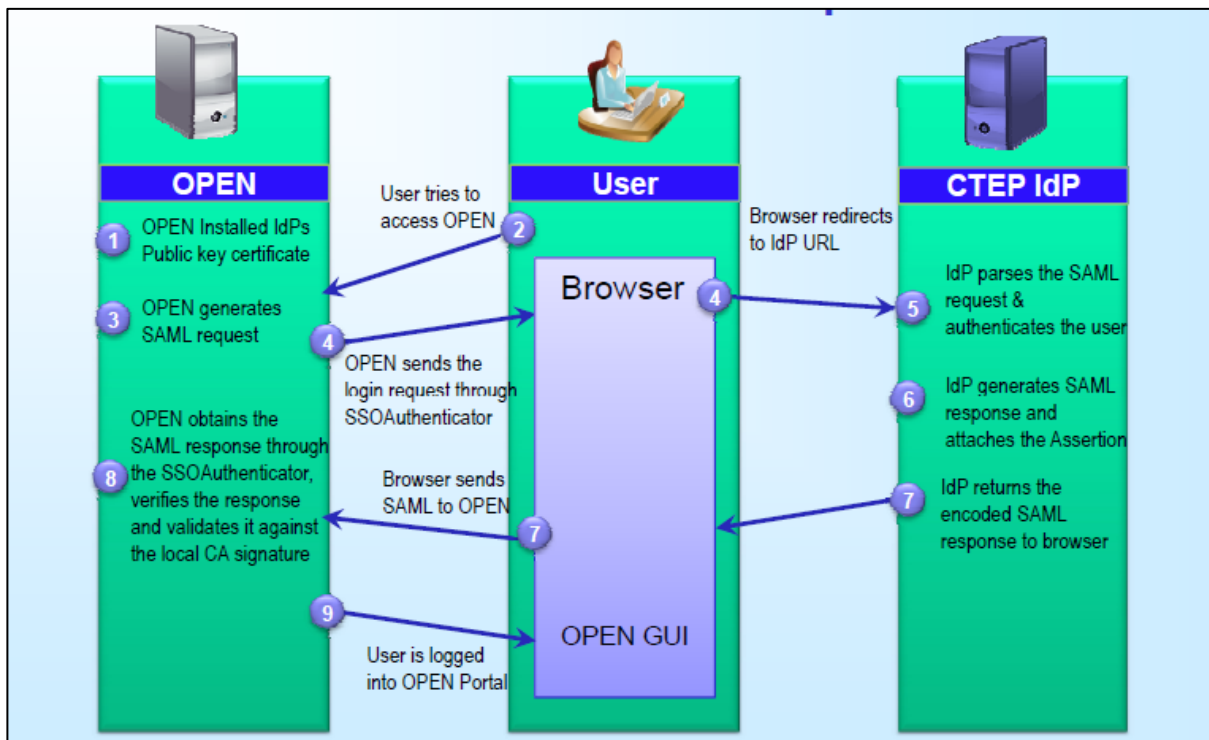 OPEN
User
CTEP IdP
1
OPEN Installed IdPs
Public key certificate
User tries to
access OPEN
2
3
OPEN generates
SAML request
4
OPEN sends the
login request through
SSOAuthenticator
Browser
4
Browser redirects
to IdP URL
5
IdP parses the SAML
request &
authenticates the user
6
IdP generates SAML
response and
attaches the Assertion
7
IdP returns the
encoded SAML
response to browser
Browser sends
SAML to OPEN
7
8
OPEN obtains the
SAML response through
the SSOAuthenticator,
verifies the response
and validates it against
the local CA signature
9
User is logged
into OPEN Portal
OPEN GUI